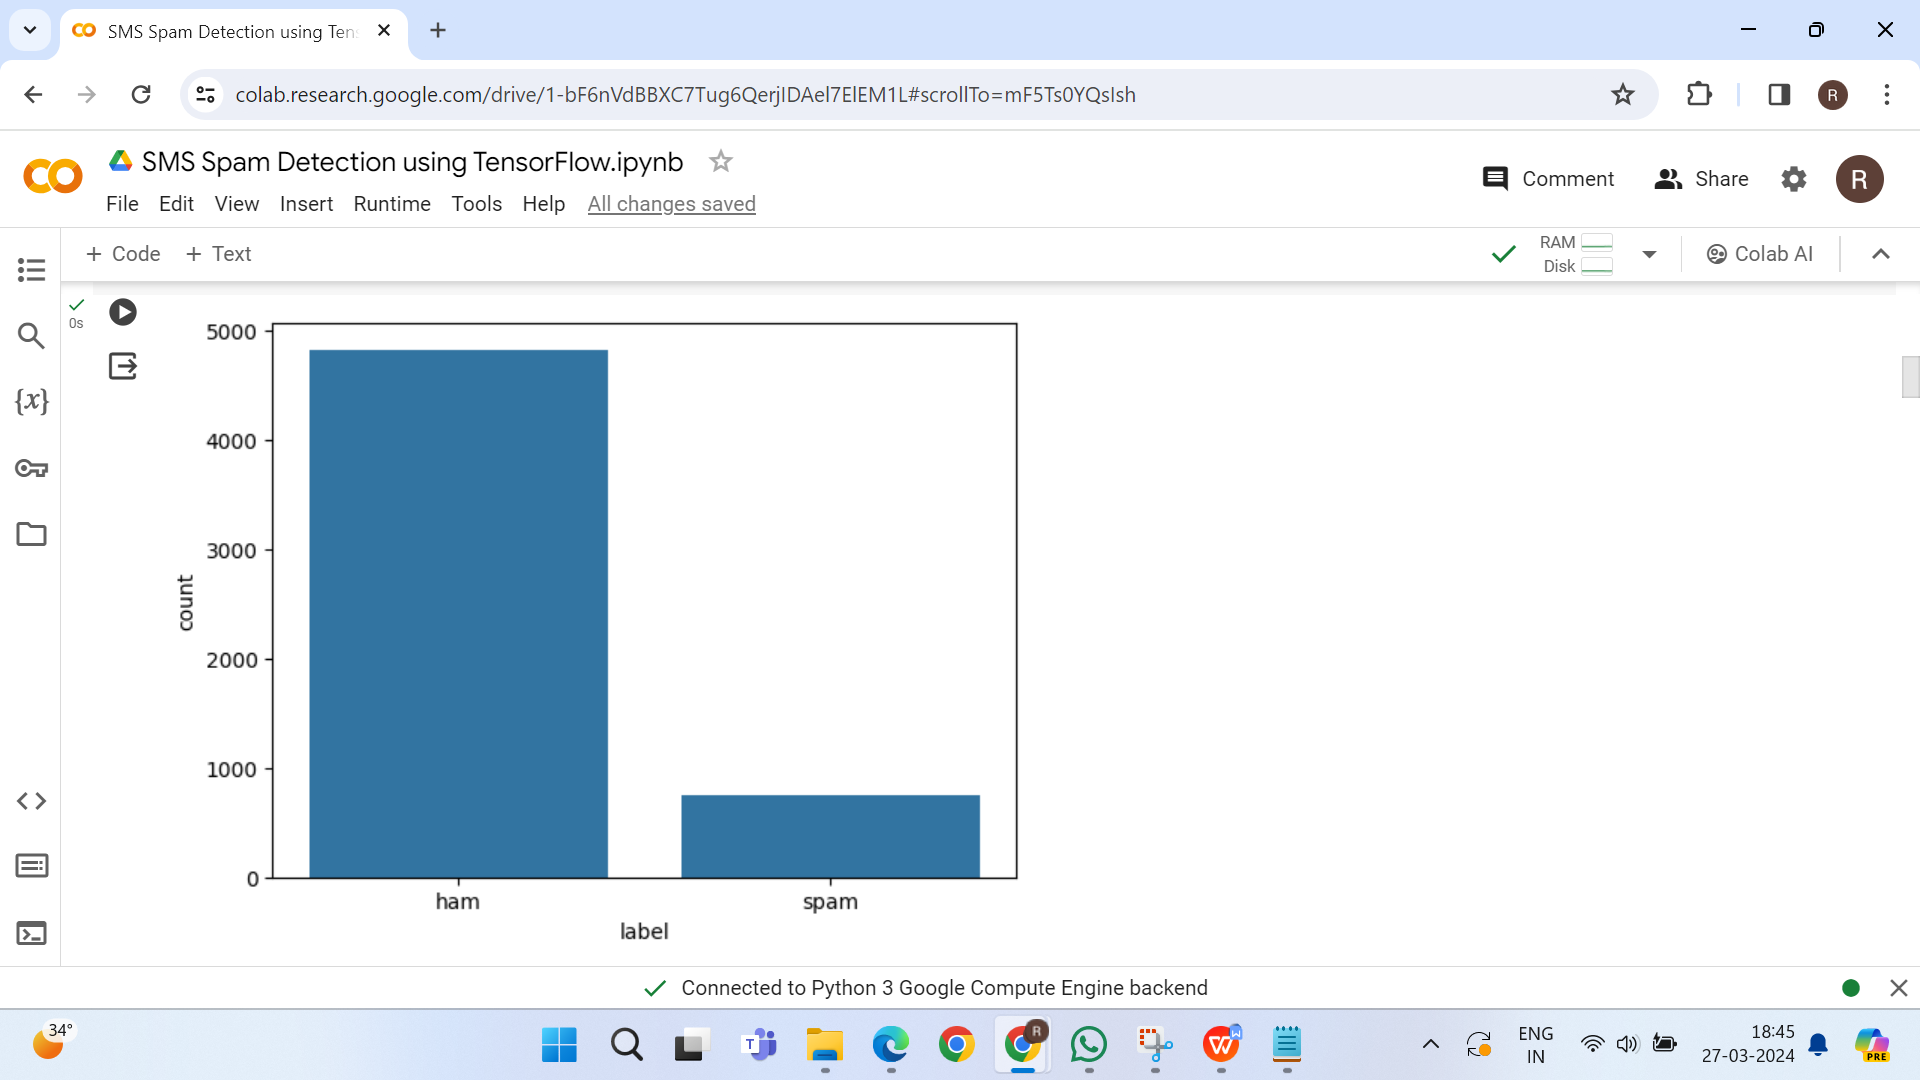 SMS Spam Detection using Ten
colab.research.google.com/drive/1-bF6nVdBBXC7Tug6QerjIDAel7ElEM1L#scrollTo=mF5Ts0YQsIsh
R
SMS Spam Detection using TensorFlow.ipynb
Comment
Share
R
File Edit View Insert Runtime Tools Help All changes saved
+ Code + Text
RAM
Disk
Colab AI
0s
{x}
5000
4000
3000
2000
1000
0
count
ham
spam
label
Connected to Python 3 Google Compute Engine backend
34°
T
R
W
W
ENG
IN
18:45
27-03-2024
PRE